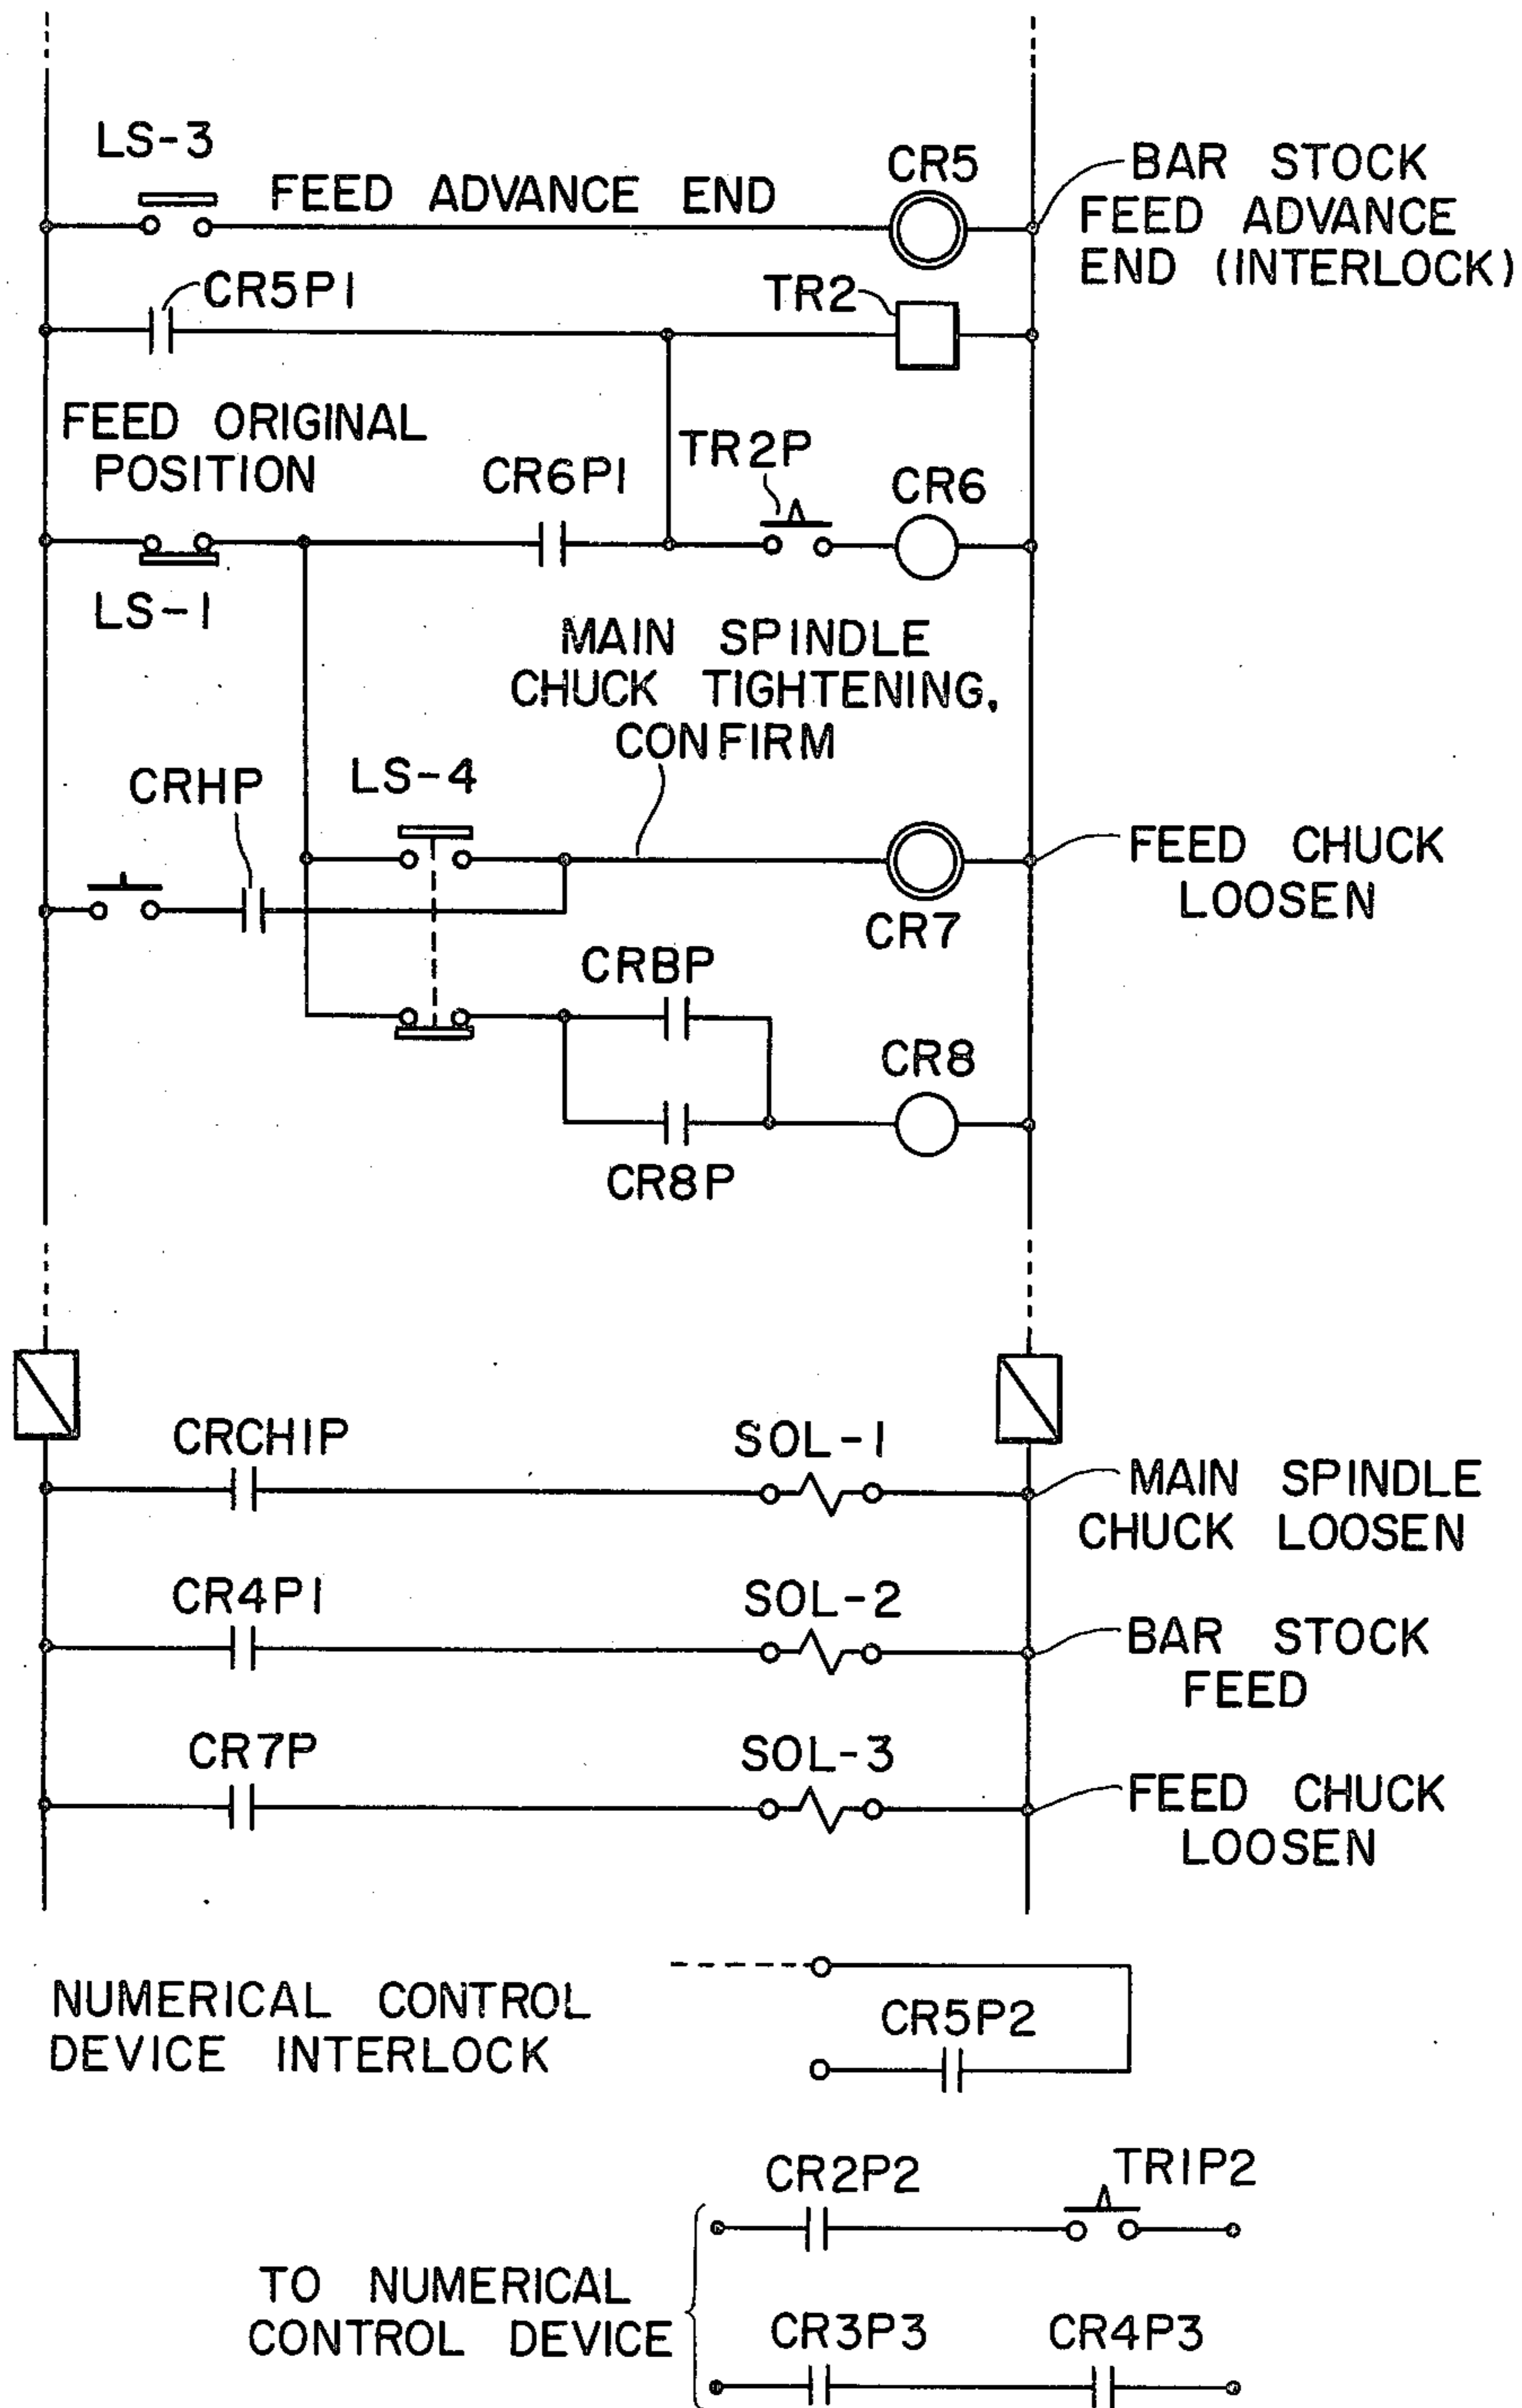 LS-3
FEED ADVANCE END
CR5
BAR STOCK
FEED ADVANCE
END (INTERLOCK)
CR5P1
TR2
FEED ORIGINAL
POSITION
CR6P1
TR2P
CR6
LS-1
MAIN SPINDLE
CHUCK TIGHTENING,
CONFIRM
CRHP
LS-4
FEED CHUCK
LOOSEN
CR7
CRBP
CR8
CR8P
CRCH1P
SOL-1
MAIN SPINDLE
CHUCK LOOSEN
CR4P1
SOL-2
BAR STOCK
FEED
CR7P
SOL-3
FEED CHUCK
LOOSEN
NUMERICAL CONTROL
DEVICE INTERLOCK
CR5P2
CR2P2
TR1P2
TO NUMERICAL
CONTROL DEVICE
CR3P3
CR4P3